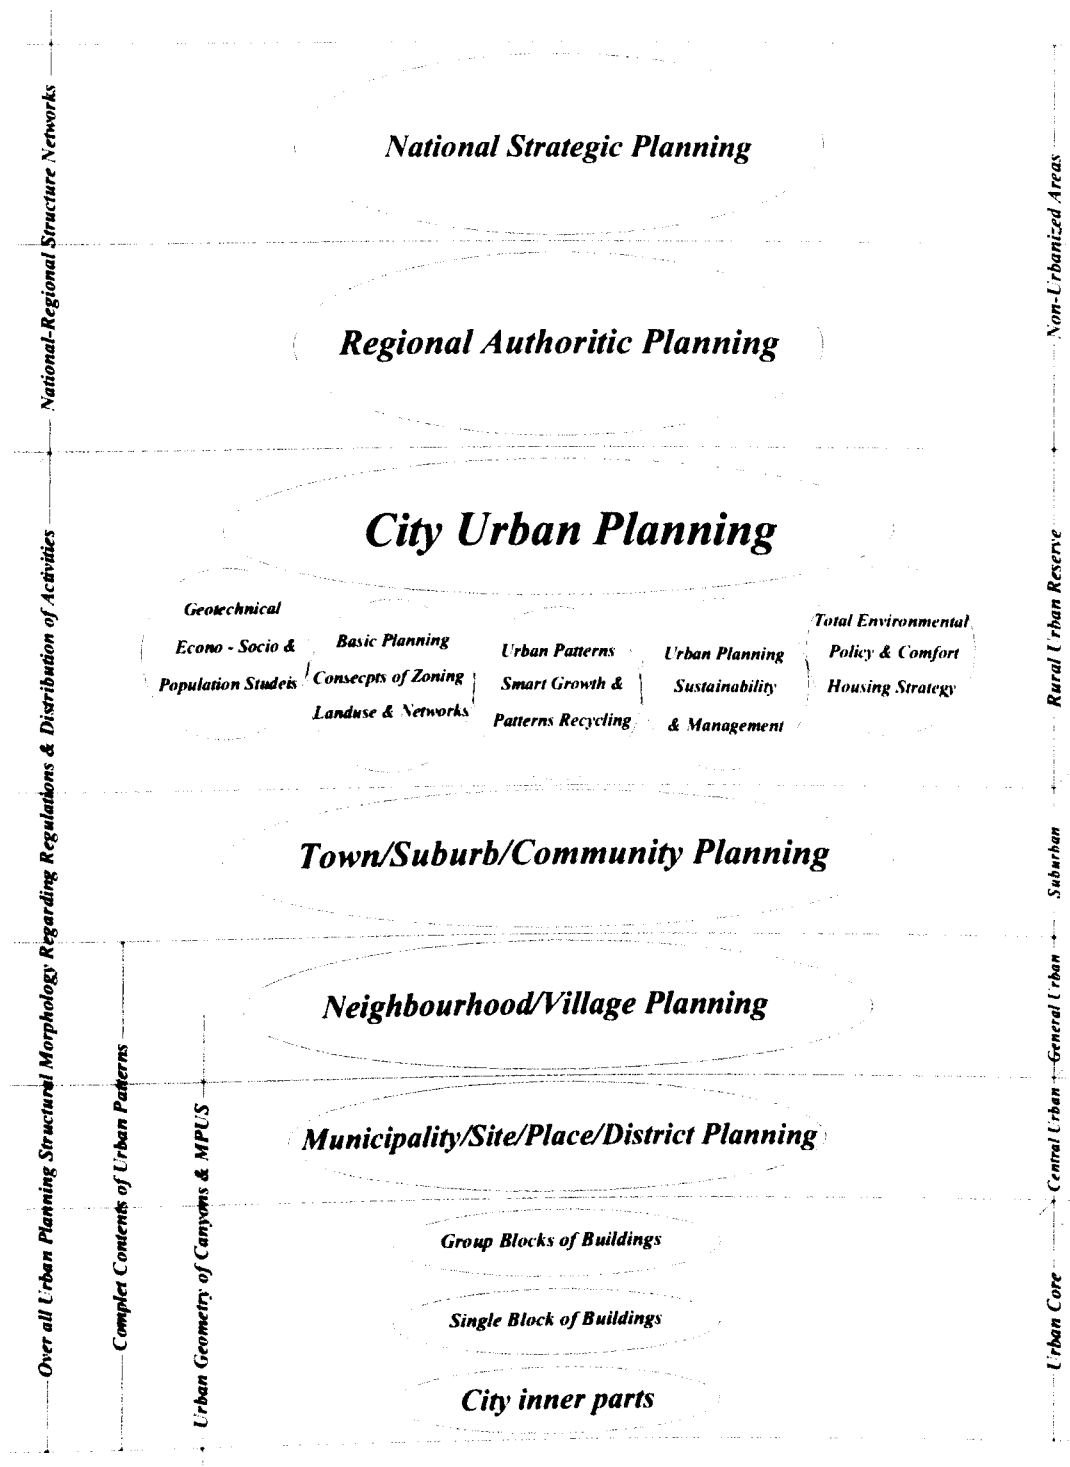 National-Regional Structure Networks
Non-Urbanized Areas
National Strategic Planning
Regional Authoritic Planning
Over all Urban Planning Structural Morphology Regarding Regulations & Distribution of Activities
Rural Urban Reserve
City Urban Planning
Geotechnical
Econo - Socio &
Population Studeis
Basic Planning
Consecpts of Zoning
Landuse & Networks
Urban Patterns
Smart Growth &
Patterns Recycling
Urban Planning
Sustainability
& Management
Total Environmental
Policy & Comfort
Housing Strategy
Suburban
Town/Suburb/Community Planning
Complet Contents of Urban Patterns
General Urban
Neighbourhood/Village Planning
Urban Geometry of Canyons & MPUS
Central Urban
Municipality/Site/Place/District Planning
Urban Core
Group Blocks of Buildings
Single Block of Buildings
City inner parts